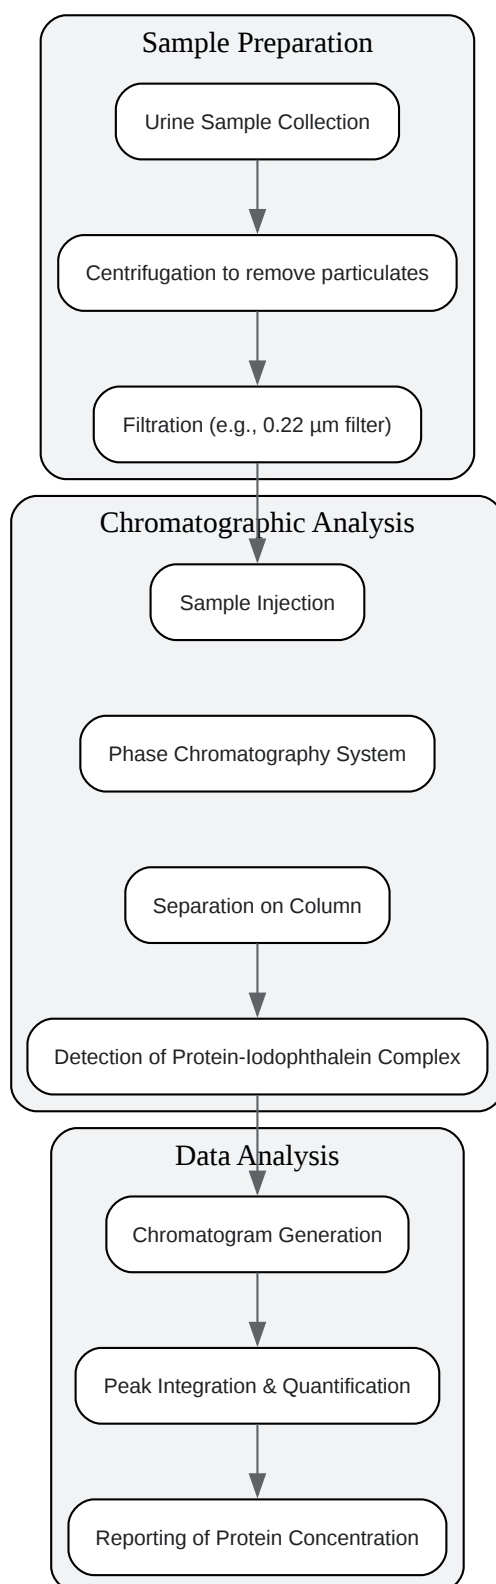 Sample Preparation
Urine Sample Collection
Centrifugation to remove particulates
Filtration (e.g., 0.22 µm filter)
Chromatographic Analysis
Sample Injection
Phase Chromatography System
Separation on Column
Detection of Protein-Iodophthalein Complex
Data Analysis
Chromatogram Generation
Peak Integration & Quantification
Reporting of Protein Concentration